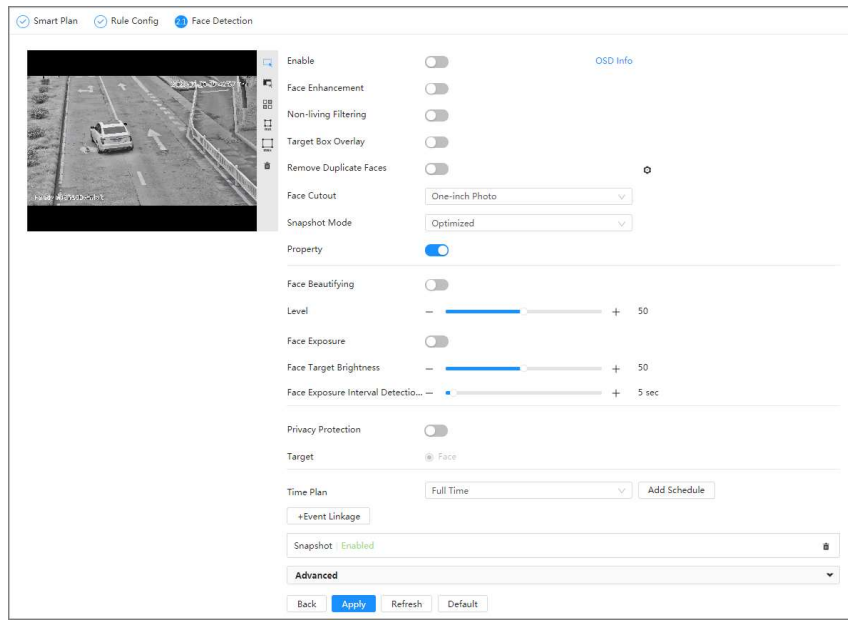 Smart Plan Rule Config 2.1 Face Detection
Enable OSD Info
Face Enhancement
Non-living Filtering
Target Box Overlay
Remove Duplicate Faces
Face Cutout One-inch Photo
Snapshot Mode Optimized
Property
Face Beautifying
Level − + 50
Face Exposure
Face Target Brightness − + 50
Face Exposure Interval Detectio... − + 5 sec
Privacy Protection
Target Face
Time Plan Full Time Add Schedule
+Event Linkage
Snapshot | Enabled
Advanced
Back Apply Refresh Default